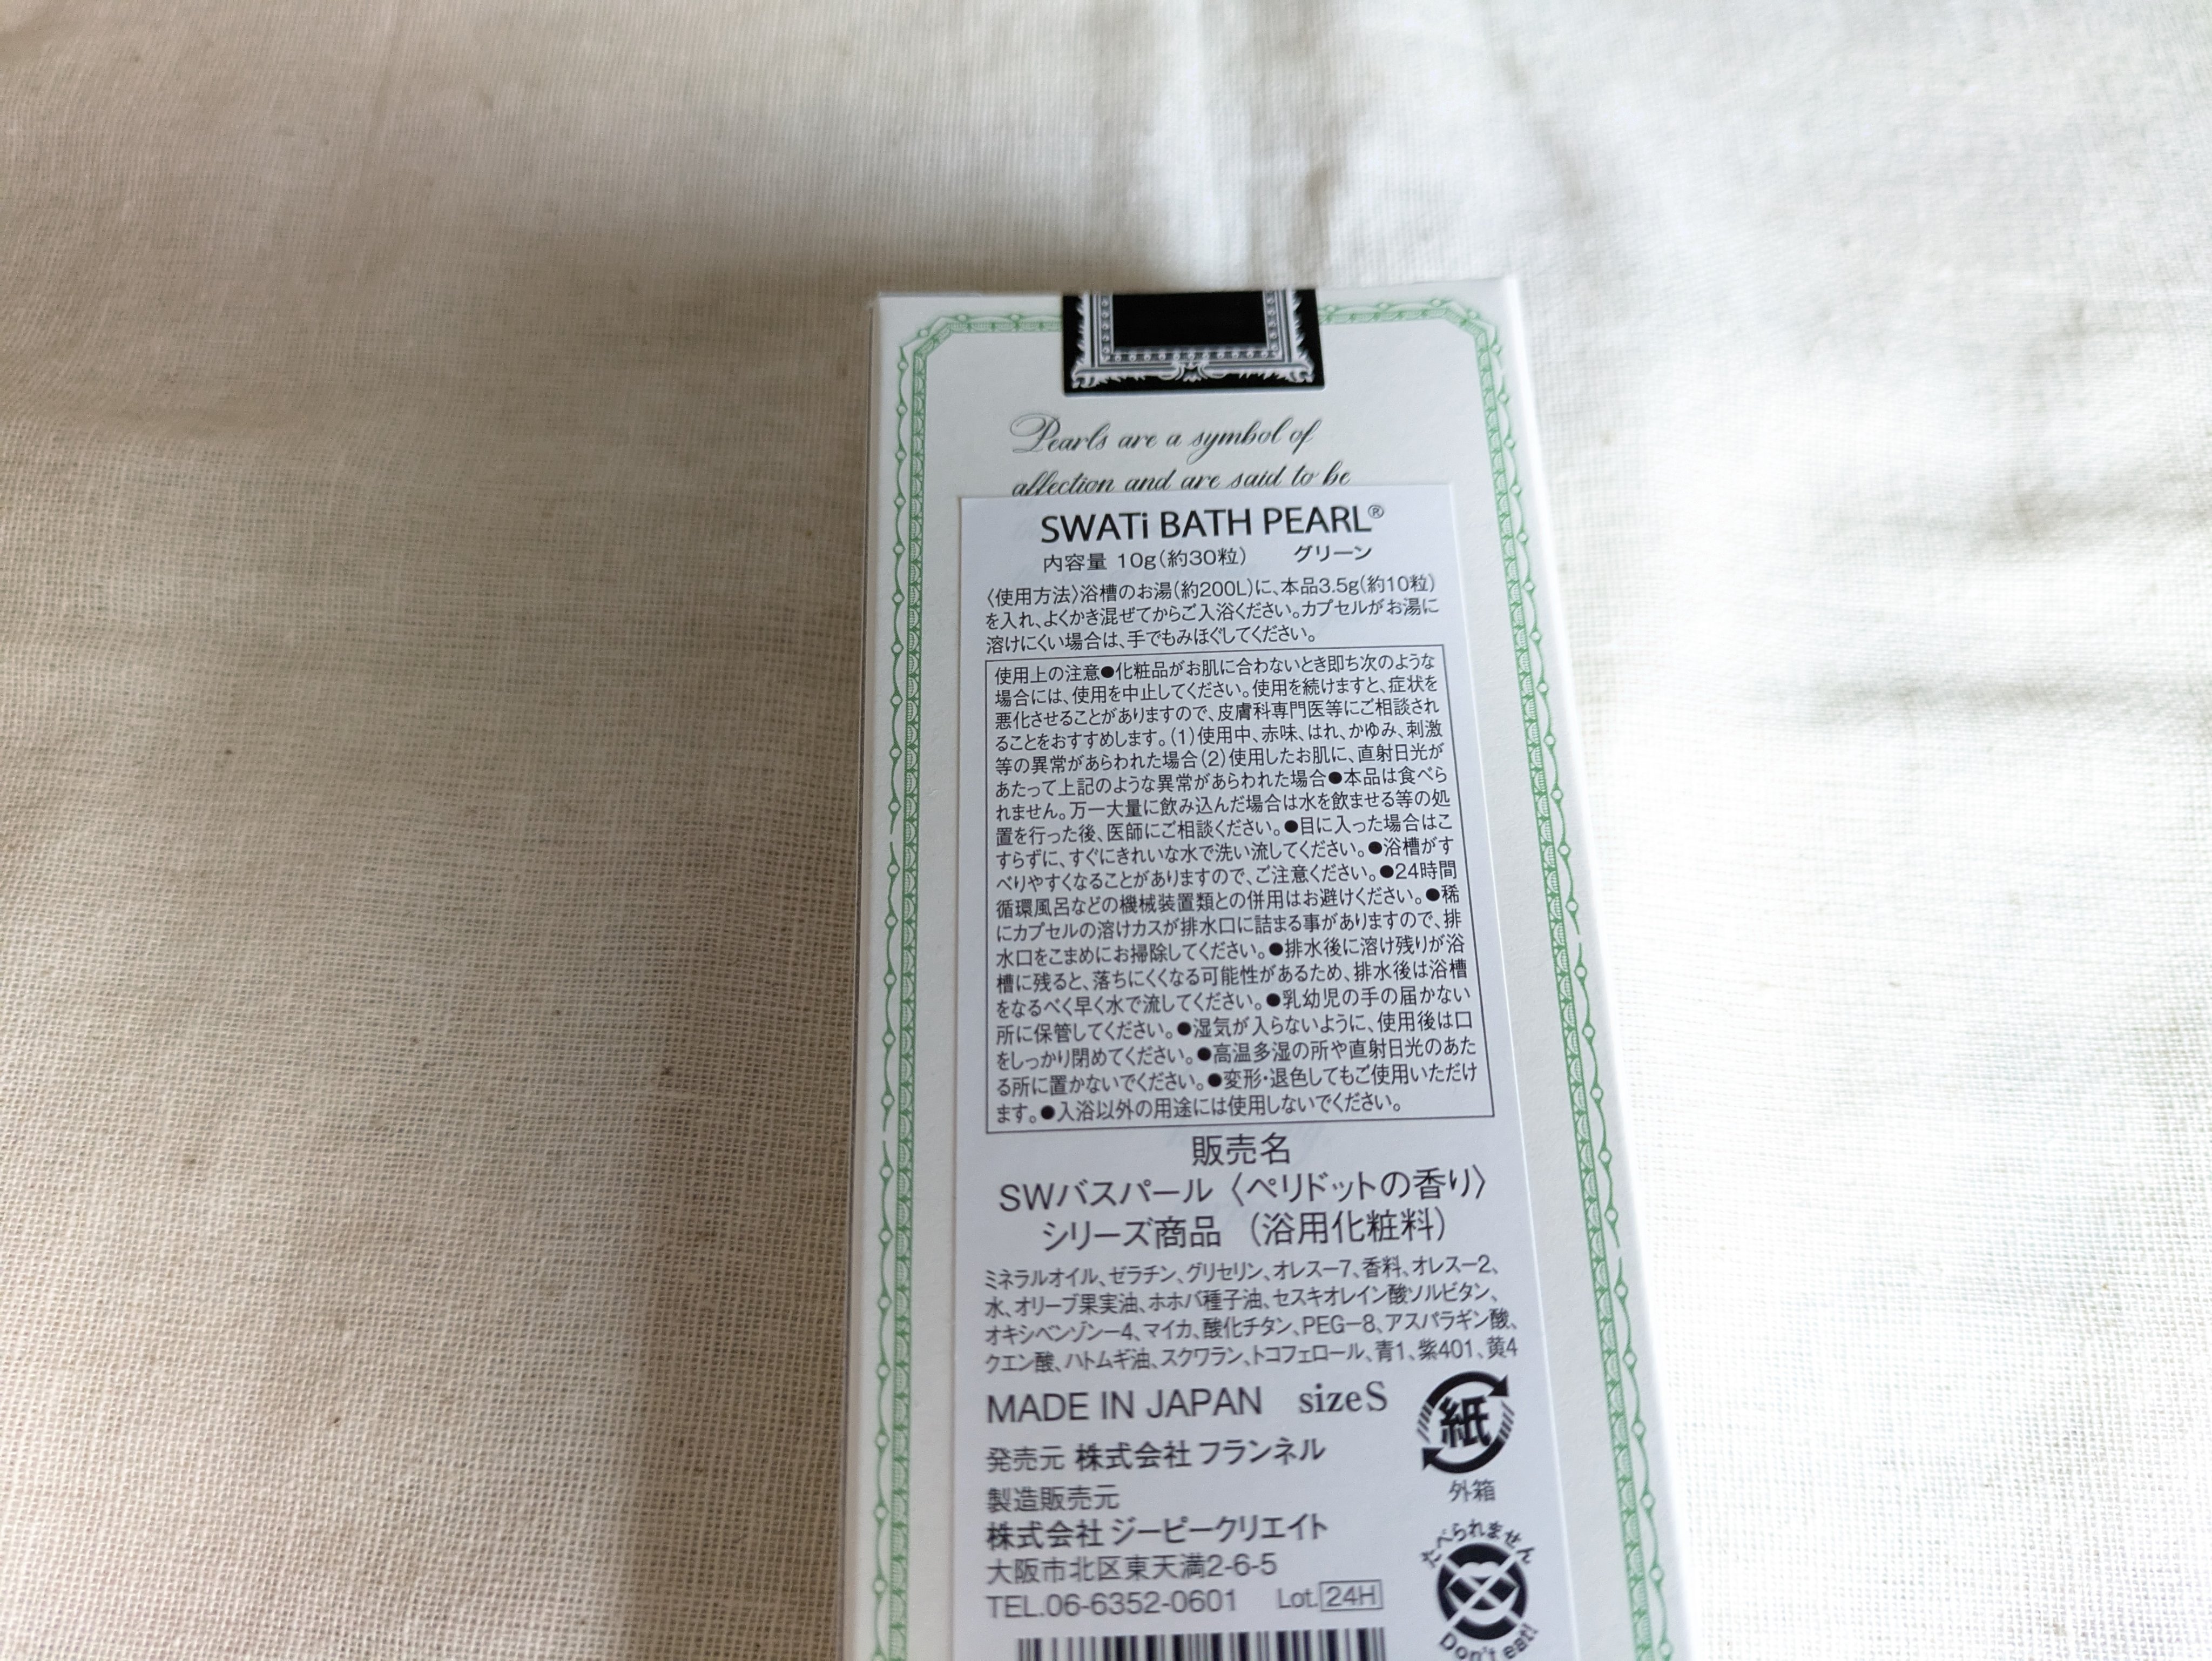 Pearls are a symbol of
affection and are said to be
SWATi BATH PEARL®
内容量 10g(約30粒) グリーン
〈使用方法〉浴槽のお湯(約200L)に、本品3.5g(約10粒)
を入れ、よくかき混ぜてからご入浴ください。カプセルがお湯に
溶けにくい場合は、手でもみほぐしてください。
使用上の注意●化粧品がお肌に合わないとき即ち次のような
場合には、使用を中止してください。使用を続けますと、症状を
悪化させることがありますので、皮膚科専門医等にご相談され
ることをおすすめします。(1)使用中、赤味、はれ、かゆみ、刺激
等の異常があらわれた場合(2)使用したお肌に、直射日光が
あたって上記のような異常があらわれた場合●本品は食べら
れません。万一大量に飲み込んだ場合は水を飲ませる等の処
置を行った後、医師にご相談ください。●目に入った場合はこ
すらずに、すぐにきれいな水で洗い流してください。●浴槽がす
べりやすくなることがありますので、ご注意ください。●24時間
循環風呂などの機械装置類との併用はお避けください。●稀
にカプセルの溶けカスが排水口に詰まる事がありますので、排
水口をこまめにお掃除してください。●排水後に溶け残りが浴
槽に残ると、落ちにくくなる可能性があるため、排水後は浴槽
をなるべく早く水で流してください。●乳幼児の手の届かない
所に保管してください。●湿気が入らないように、使用後は口
をしっかり閉めてください。●高温多湿の所や直射日光のあた
る所に置かないでください。●変形・退色してもご使用いただけ
ます。●入浴以外の用途には使用しないでください。
販売名
SWバスパール〈ペリドットの香り〉
シリーズ商品 (浴用化粧料)
ミネラルオイル、ゼラチン、グリセリン、オレスー7、香料、オレスー2、
水、オリーブ果実油、ホホバ種子油、セスキオレイン酸ソルビタン、
オキシベンゾンー4、マイカ、酸化チタン、PEGー8、アスパラギン酸、
クエン酸、ハトムギ油、スクワラン、トコフェロール、青1、紫401、黄4
MADE IN JAPAN sizeS
紙
外箱
発売元 株式会社 フランネル
製造販売元
株式会社 ジーピークリエイト
大阪市北区東天満2-6-5
TEL.06-6352-0601 Lot.24H
たべられません
Don't eat!